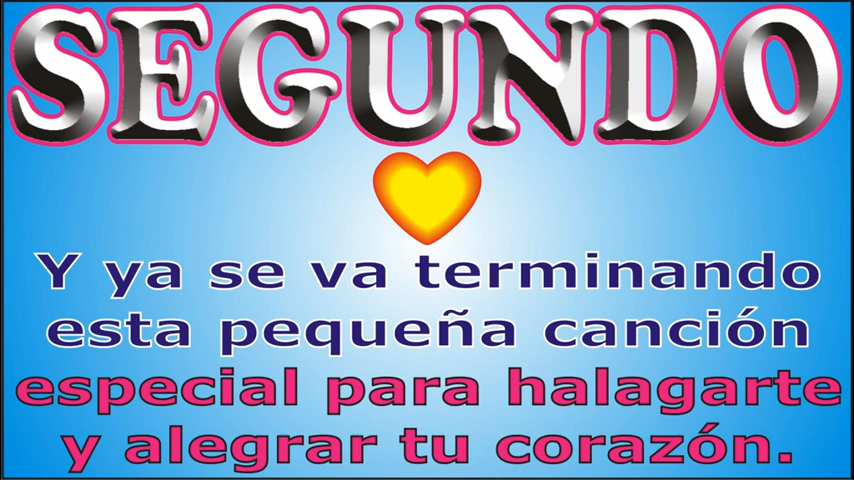 SEGUNDO
Y ya se va terminando
esta pequeña canción
especial para halagarte
y alegrar tu corazón.